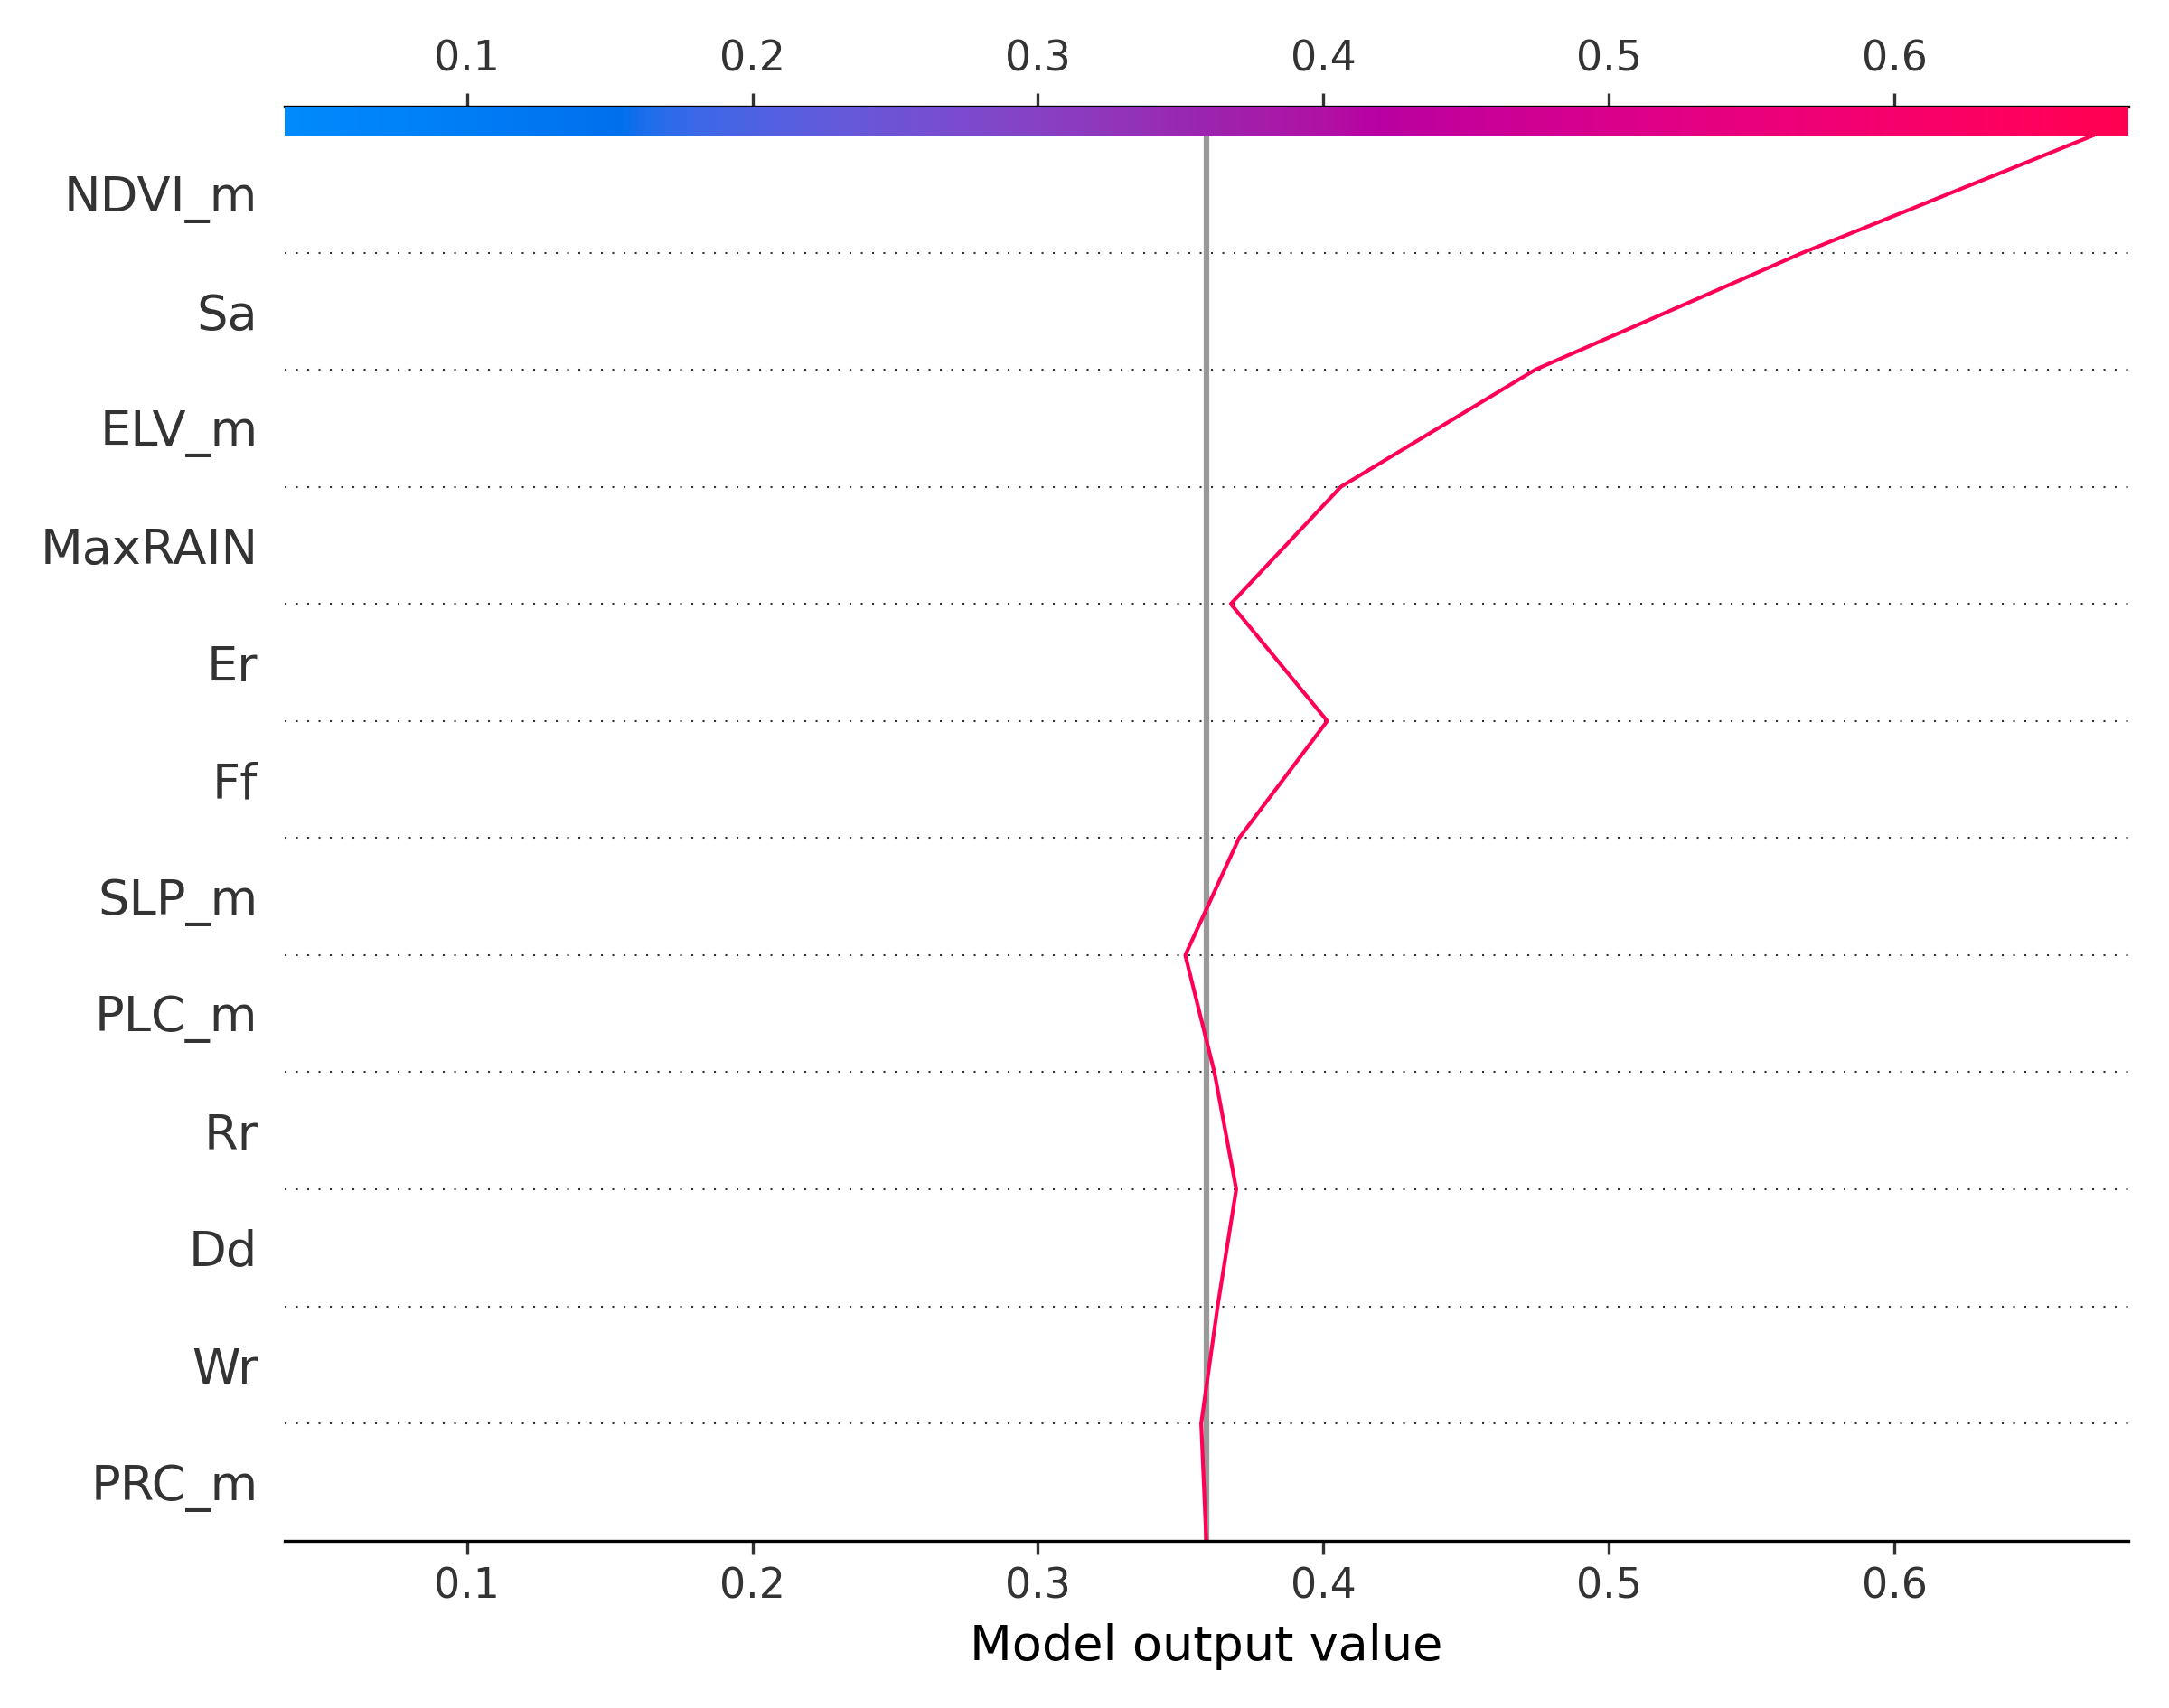 0.1 0.2 0.3 0.4 0.5 0.6
NDVI_m
Sa
ELV_m
MaxRAIN
Er
Ff
SLP_m
PLC_m
Rr
Dd
Wr
PRC_m
0.1 0.2 0.3 0.4 0.5 0.6
Model output value